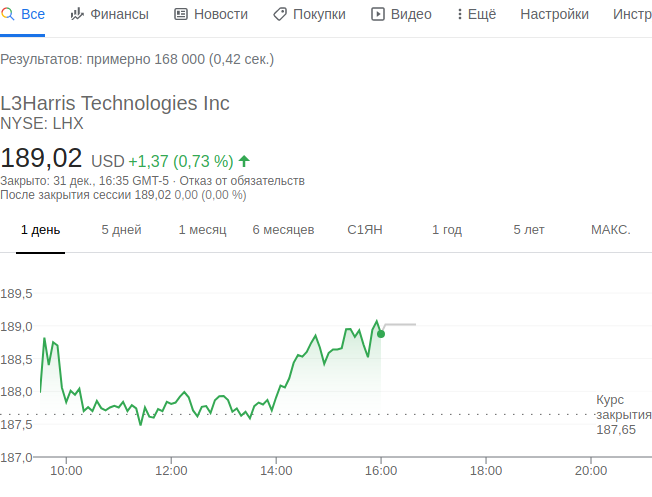 Все Финансы Новости Покупки Видео Ещё Настройки Инстр
Результатов: примерно 168 000 (0,42 сек.)
L3Harris Technologies Inc
NYSE: LHX
189,02 USD +1,37 (0,73 %)
Закрыто: 31 дек., 16:35 GMT-5 · Отказ от обязательств
После закрытия сессии 189,02 0,00 (0,00 %)
1 день 5 дней 1 месяц 6 месяцев С1ЯН 1 год 5 лет МАКС.
189,5
189,0
188,5
188,0
Курс
закрытия
187,5
187,65
187,0
10:00 12:00 14:00 16:00 18:00 20:00